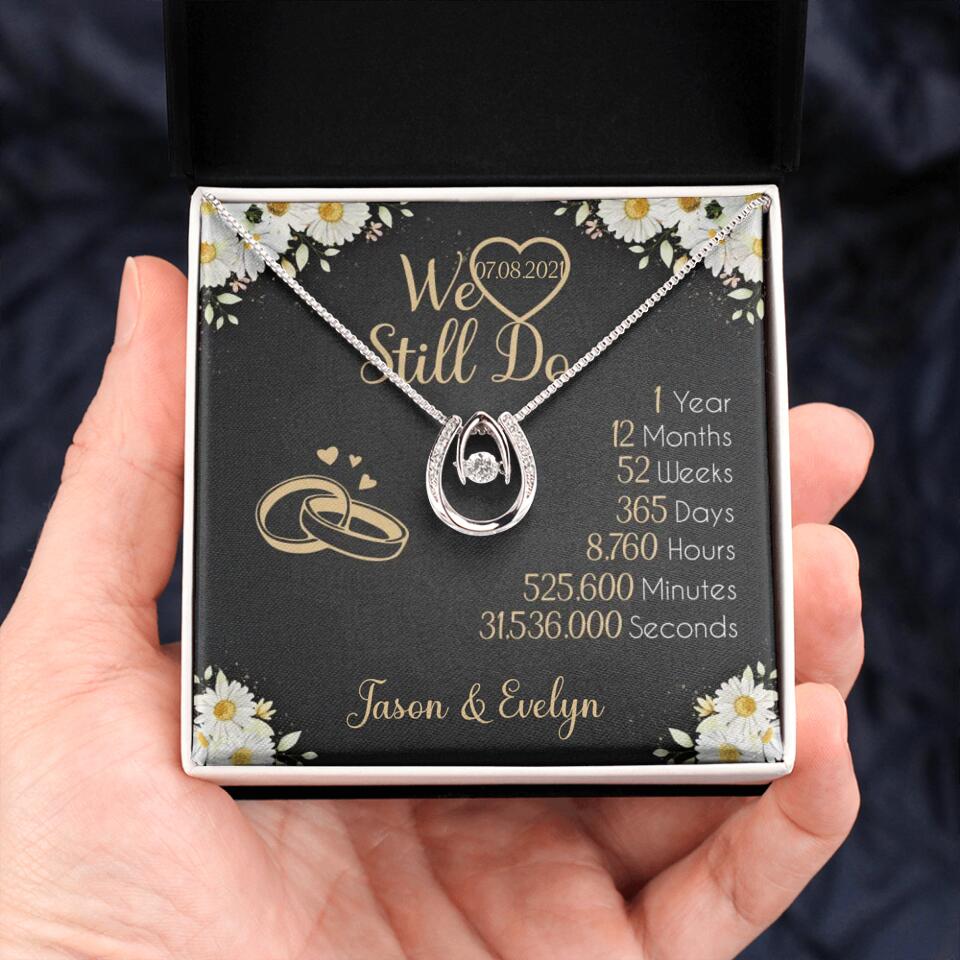 We 07.08.2021
Still Do
1 Year
12 Months
52 Weeks
365 Days
8.760 Hours
525.600 Minutes
31.536.000 Seconds
Jason & Evelyn